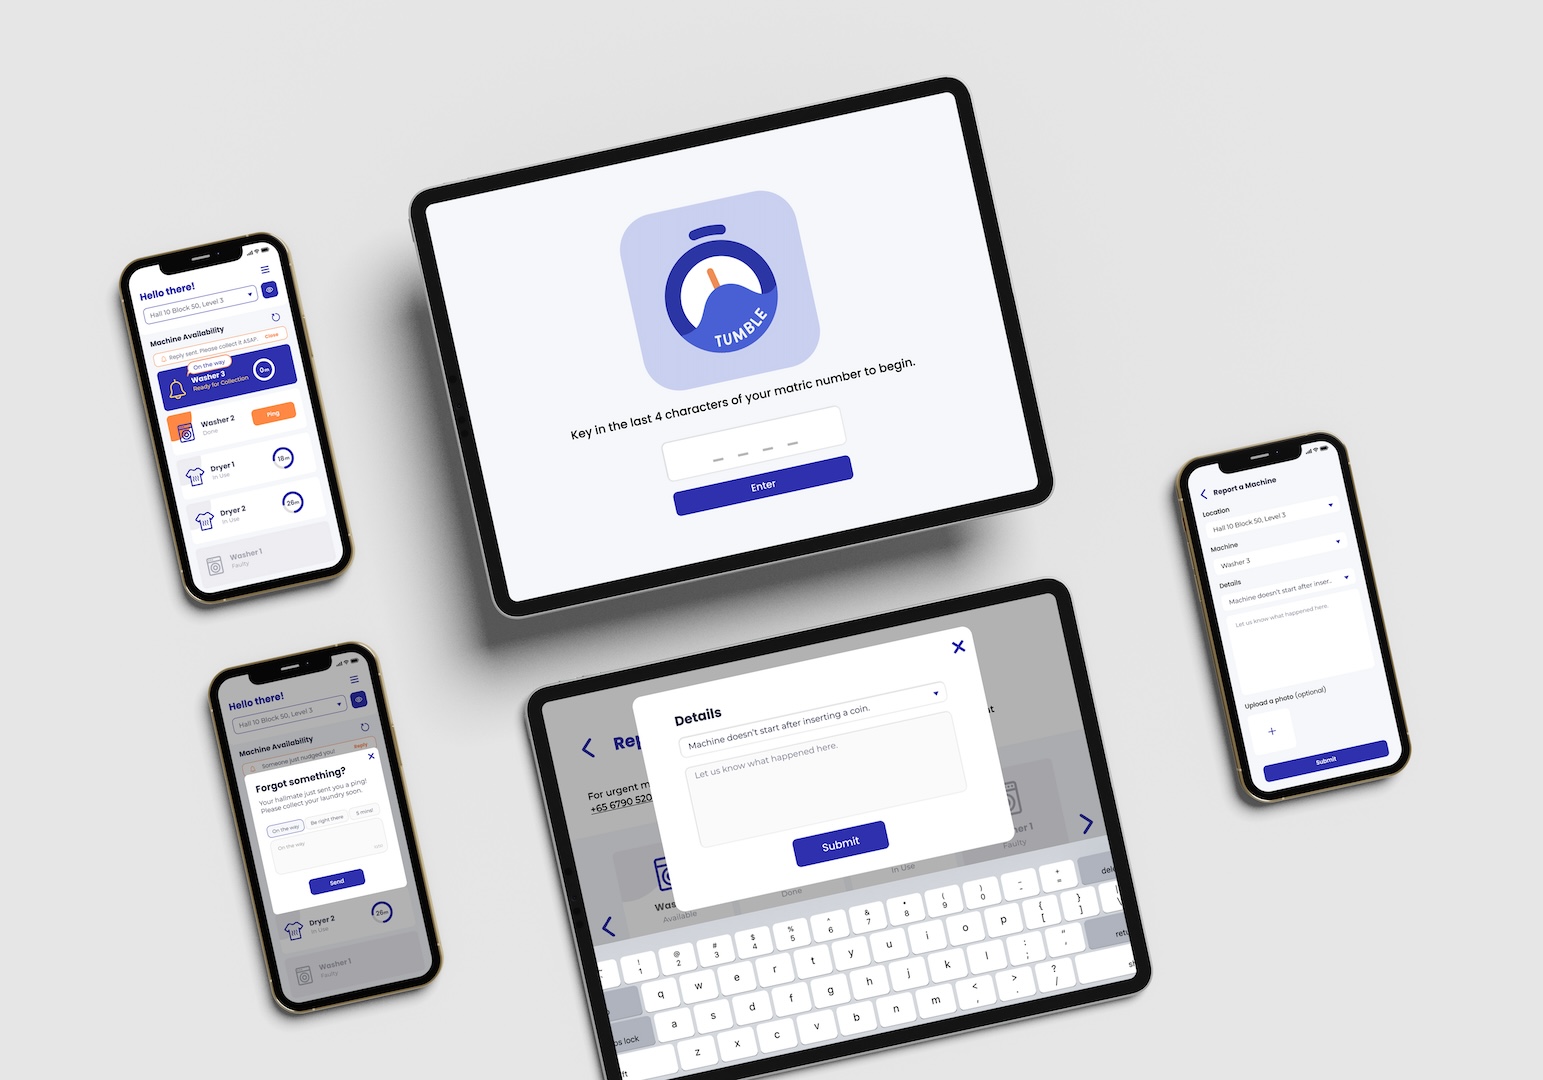 Hello there!
Hall 10 Block 50, Level 3
Machine Availability
Reply sent. Please collect it ASAP. Close
On the way
Washer 3
Ready for Collection
0m
Washer 2
Done
Ping
Dryer 1
In Use
18m
Dryer 2
In Use
26m
Washer 1
Faulty
TUMBLE
Key in the last 4 characters of your matric number to begin.
_ _ _ _
Enter
Report a Machine
Location
Hall 10 Block 50, Level 3
Machine
Washer 3
Details
Machine doesn't start after inser...
Let us know what happened here.
Upload a photo (optional)
+
Submit
Hello there!
Hall 10 Block 50, Level 3
Machine Availability
Someone just nudged you! Reply
Forgot something?
Your hallmate just sent you a ping!
Please collect your laundry soon.
On the way
Be right there
5 mins!
On the way
Send
Dryer 2
In Use
26m
Washer 1
Faulty
Rep
For urgent m
+65 6790 520
Details
Machine doesn't start after inserting a coin.
Let us know what happened here.
Submit
nt
Was
Available
Done
In Use
er 1
Faulty
! @ # $ % ^ & * ( ) _ +
1 2 3 4 5 6 7 8 9 0 - = dele
q w e r t y u i o p { [ } ] | \
ps lock a s d f g h j k l : ; " ' retu
ft z x c v b n m < , > . ? / sh